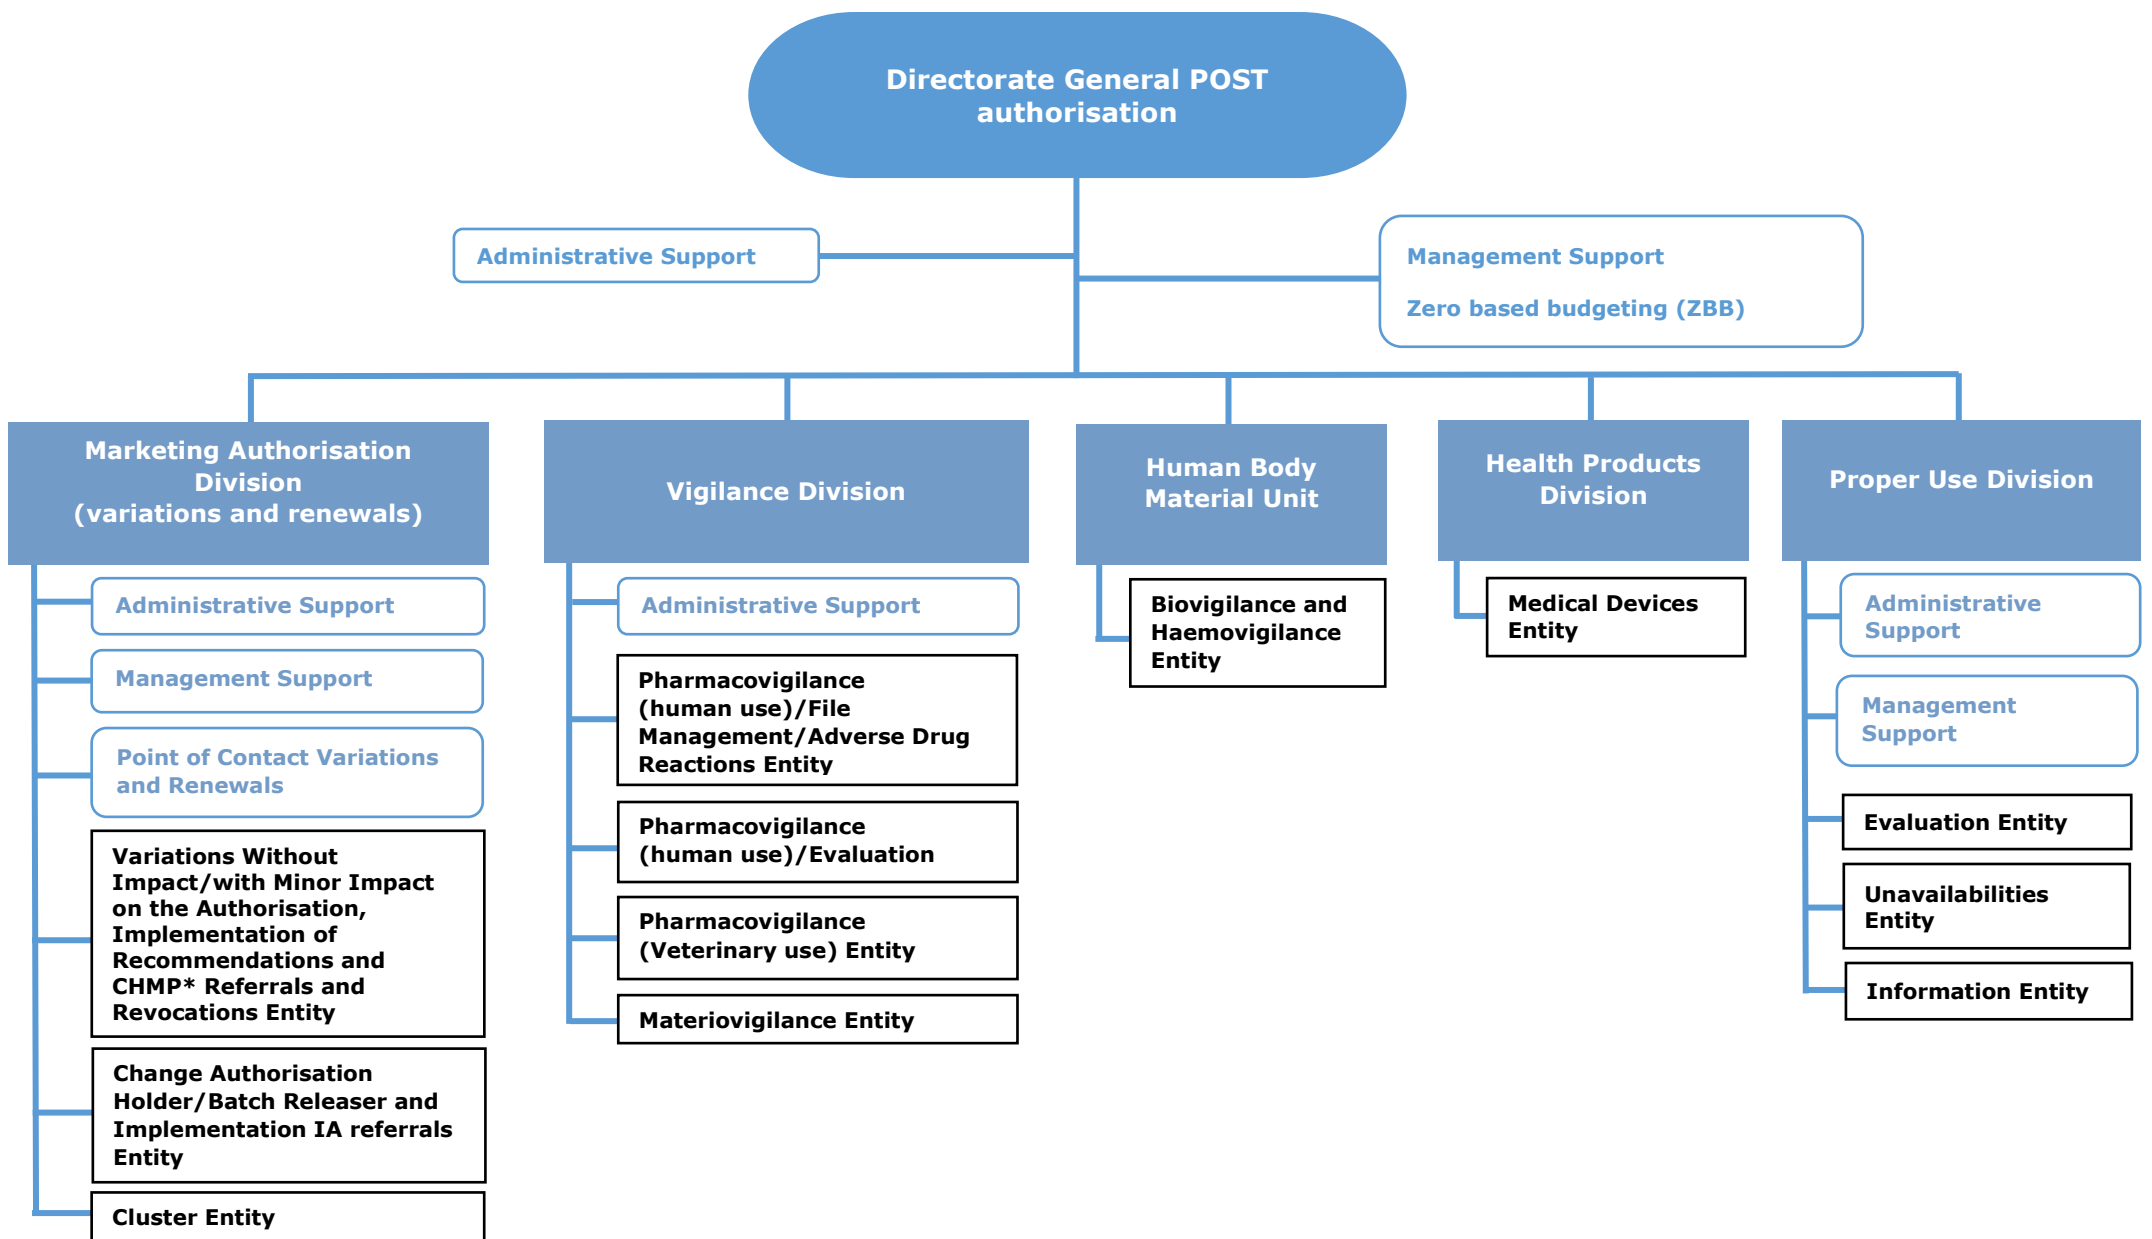 Directorate General POST
authorisation
Administrative Support
Management Support
Zero based budgeting (ZBB)
Marketing Authorisation
Division
(variations and renewals)
Administrative Support
Management Support
Point of Contact Variations
and Renewals
Variations Without
Impact/with Minor Impact
on the Authorisation,
Implementation of
Recommendations and
CHMP* Referrals and
Revocations Entity
Change Authorisation
Holder/Batch Releaser and
Implementation IA referrals
Entity
Cluster Entity
Vigilance Division
Administrative Support
Pharmacovigilance
(human use)/File
Management/Adverse Drug
Reactions Entity
Pharmacovigilance
(human use)/Evaluation
Pharmacovigilance
(Veterinary use) Entity
Materiovigilance Entity
Human Body
Material Unit
Biovigilance and
Haemovigilance
Entity
Health Products
Division
Medical Devices
Entity
Proper Use Division
Administrative
Support
Management
Support
Evaluation Entity
Unavailabilities
Entity
Information Entity